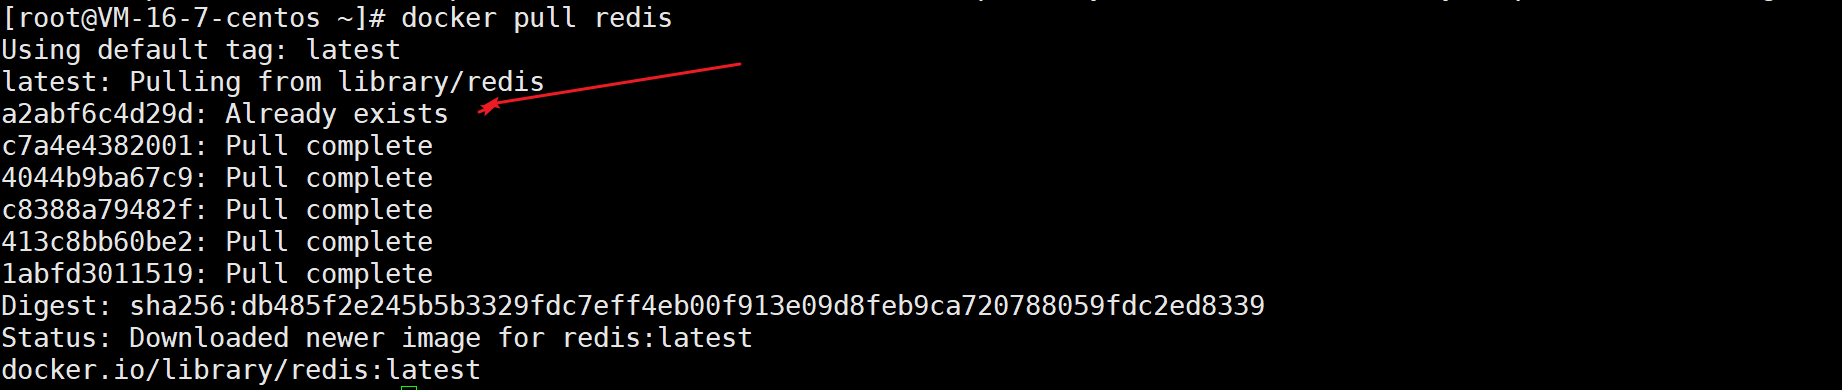 [root@VM-16-7-centos ~]# docker pull redis
Using default tag: latest
latest: Pulling from library/redis
a2abf6c4d29d: Already exists
c7a4e4382001: Pull complete
4044b9ba67c9: Pull complete
c8388a79482f: Pull complete
413c8bb60be2: Pull complete
1abfd3011519: Pull complete
Digest: sha256:db485f2e245b5b3329fdc7eff4eb00f913e09d8feb9ca720788059fdc2ed8339
Status: Downloaded newer image for redis:latest
docker.io/library/redis:latest